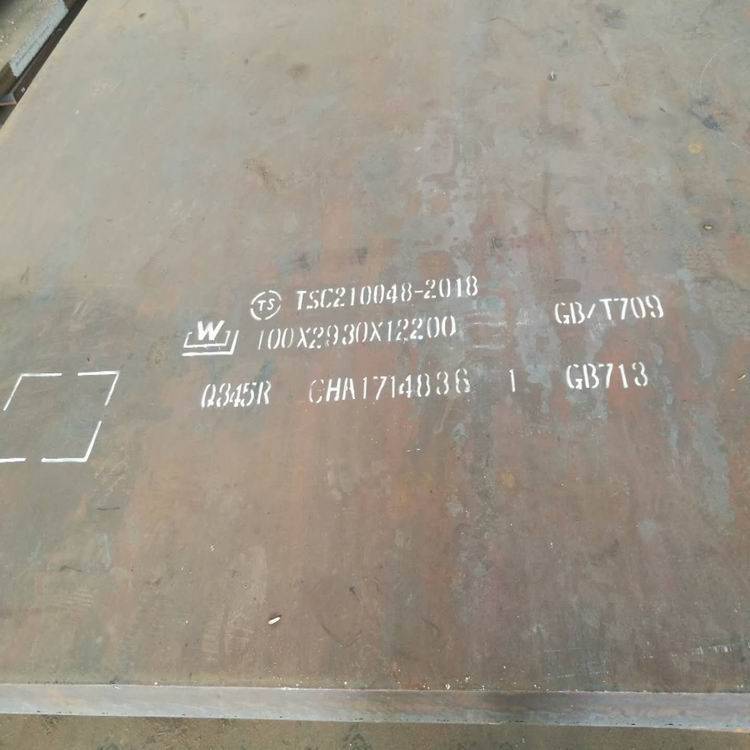 TS TSC210048-2018
W 100X2930X12200 GB/T709
Q345R CHA1714836 1 GB713